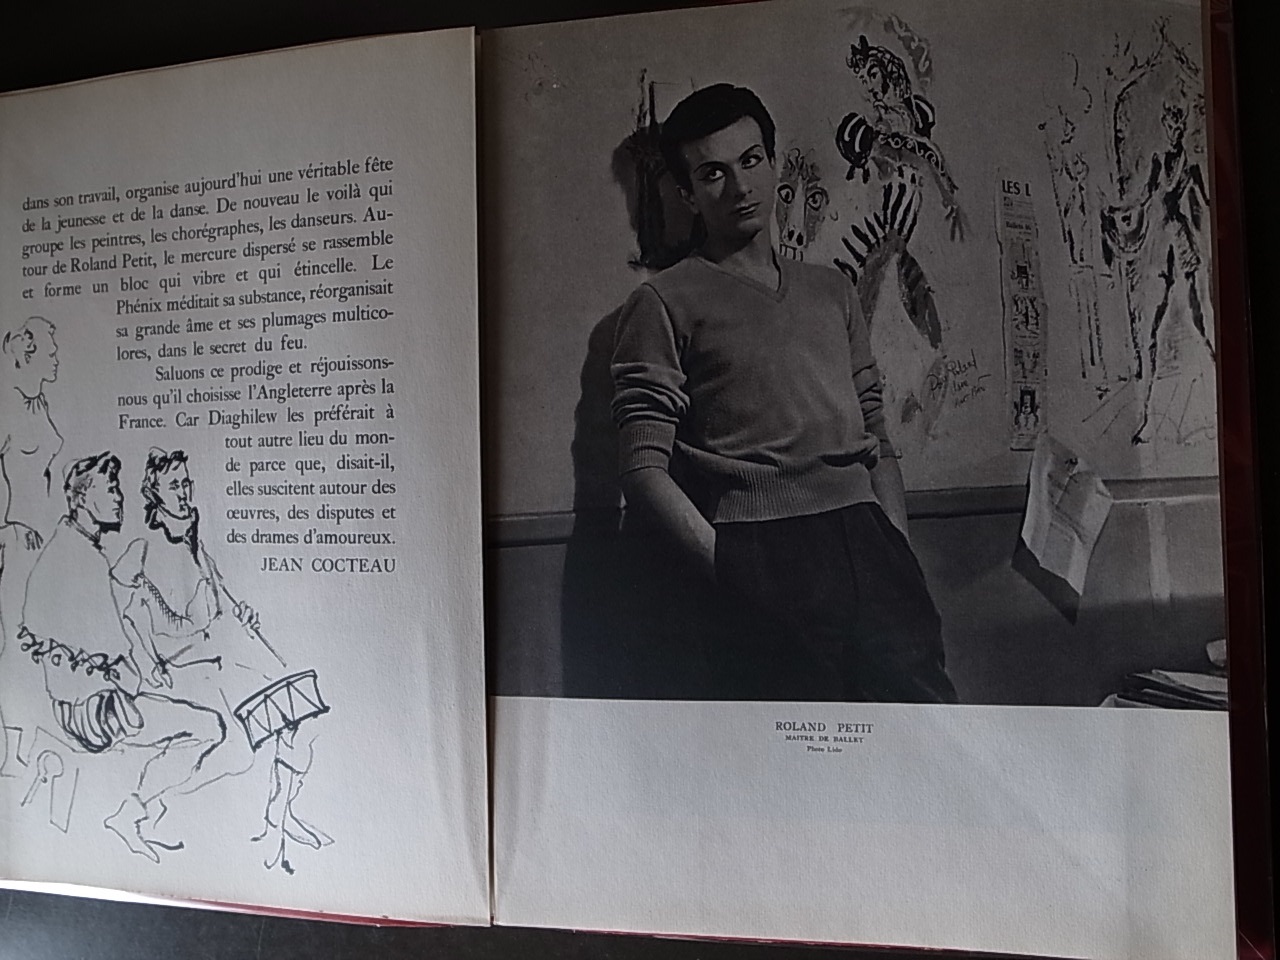 dans son travail, organise aujourd'hui une véritable fête
de la jeunesse et de la danse. De nouveau le voilà qui
groupe les peintres, les chorégraphes, les danseurs. Au-
tour de Roland Petit, le mercure dispersé se rassemble
et forme un bloc qui vibre et qui étincelle. Le
Phénix méditait sa substance, réorganisait
sa grande âme et ses plumages multico-
lores, dans le secret du feu.
Saluons ce prodige et réjouissons-
nous qu'il choisisse l'Angleterre après la
France. Car Diaghilew les préférait à
tout autre lieu du mon-
de parce que, disait-il,
elles suscitent autour des
œuvres, des disputes et
des drames d'amoureux.
JEAN COCTEAU
LES
Roland
ROLAND PETIT
MAITRE DE BALLET
Photo Lido